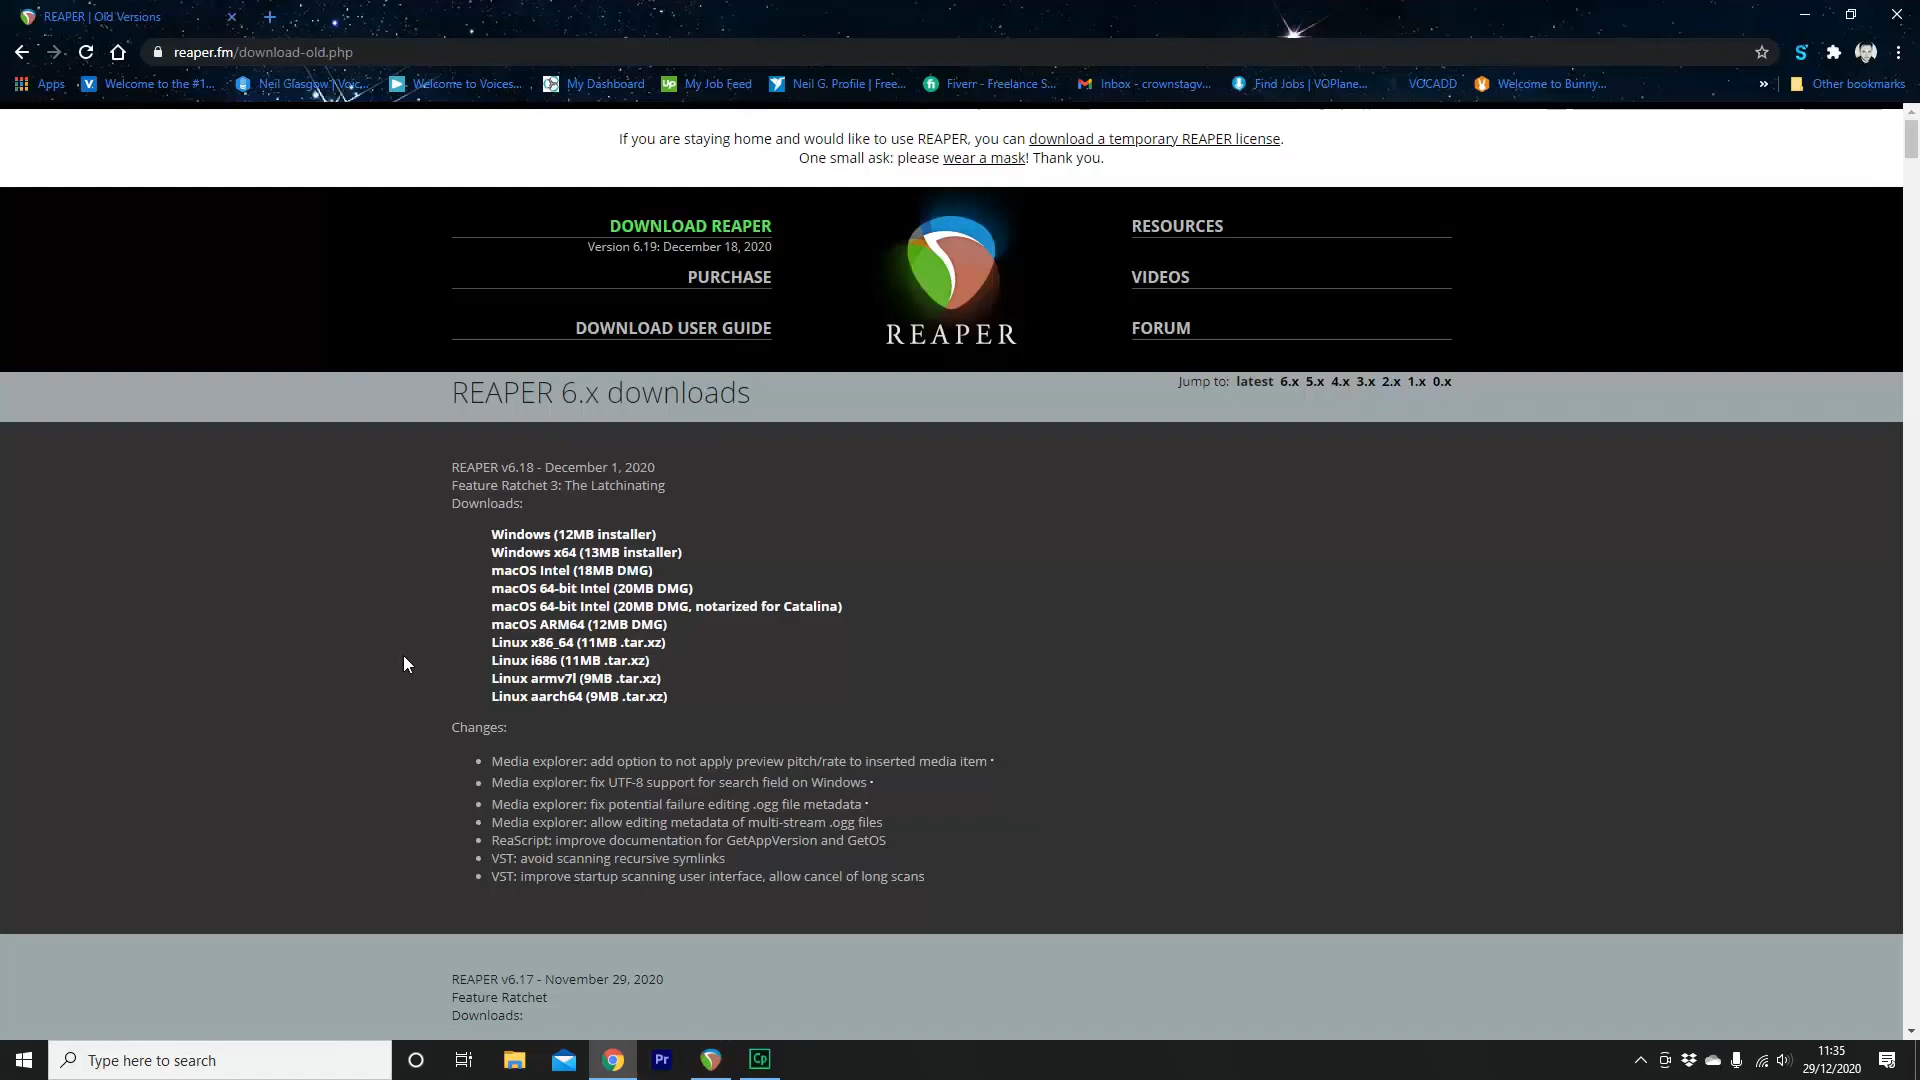 REAPER | Old Versions
reaper.fm/download-old.php
Apps
Welcome to the #1...
Neil Glasgow | Voic...
Welcome to Voices...
My Dashboard
Up
My Job Feed
Neil G. Profile | Free...
fi
Fiverr - Freelance S...
Inbox - crownstagv...
Find Jobs | VOPlane...
VOCADD
Welcome to Bunny...
»
Other bookmarks
If you are staying home and would like to use REAPER, you can download a temporary REAPER license.
One small ask: please wear a mask! Thank you.
DOWNLOAD REAPER
Version 6.19: December 18, 2020
PURCHASE
DOWNLOAD USER GUIDE
REAPER
RESOURCES
VIDEOS
FORUM
REAPER 6.x downloads
Jump to: latest 6.x 5.x 4.x 3.x 2.x 1.x 0.x
REAPER v6.18 - December 1, 2020
Feature Ratchet 3: The Latchinating
Downloads:
Windows (12MB installer)
Windows x64 (13MB installer)
macOS Intel (18MB DMG)
macOS 64-bit Intel (20MB DMG)
macOS 64-bit Intel (20MB DMG, notarized for Catalina)
macOS ARM64 (12MB DMG)
Linux x86_64 (11MB .tar.xz)
Linux i686 (11MB .tar.xz)
Linux armv7l (9MB .tar.xz)
Linux aarch64 (9MB .tar.xz)
Changes:
• Media explorer: add option to not apply preview pitch/rate to inserted media item •
• Media explorer: fix UTF-8 support for search field on Windows •
• Media explorer: fix potential failure editing .ogg file metadata •
• Media explorer: allow editing metadata of multi-stream .ogg files
• ReaScript: improve documentation for GetAppVersion and GetOS
• VST: avoid scanning recursive symlinks
• VST: improve startup scanning user interface, allow cancel of long scans
REAPER v6.17 - November 29, 2020
Feature Ratchet
Downloads:
Type here to search
Pr
Cp
11:35
29/12/2020